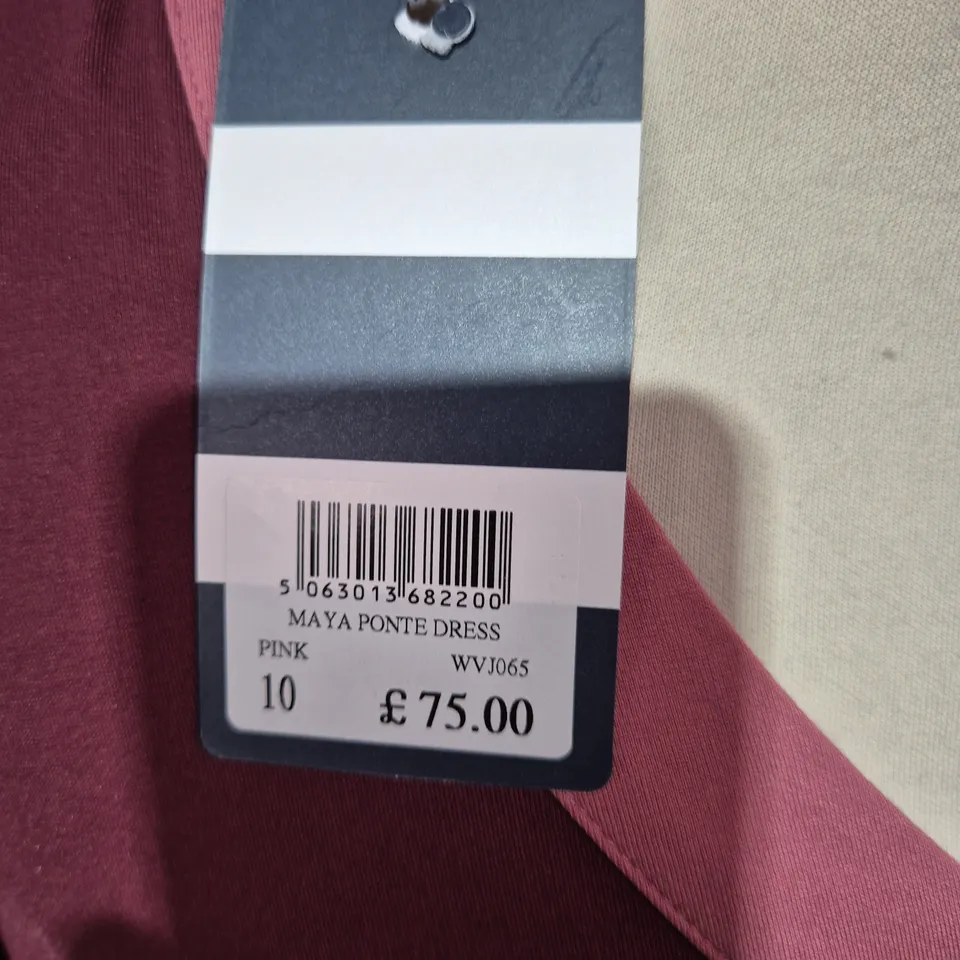 5 063013 682200
MAYA PONTE DRESS
PINK WVJ065
10 £ 75.00